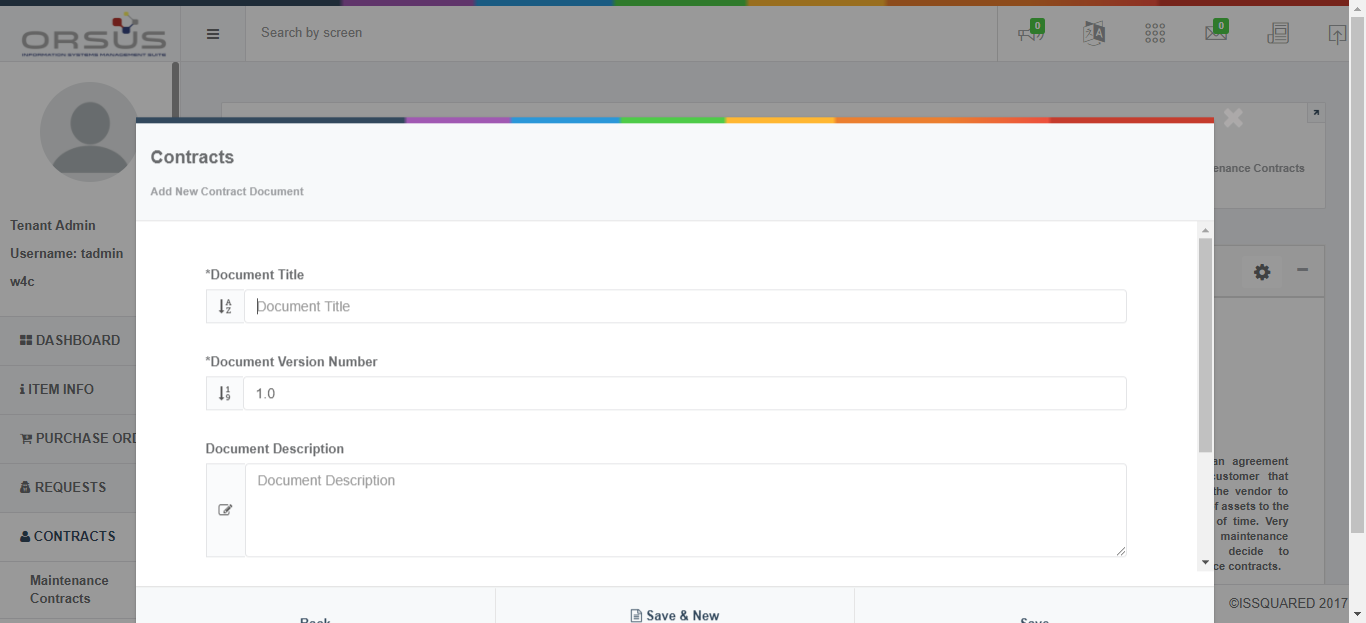 ORSUS
INFORMATION SYSTEMS MANAGEMENT SUITE
Search by screen
0
0
Tenant Admin
Username: tadmin
w4c
DASHBOARD
ITEM INFO
PURCHASE ORD
REQUESTS
CONTRACTS
Maintenance
Contracts
enance Contracts
Contracts
Add New Contract Document
*Document Title
Document Title
*Document Version Number
1.0
Document Description
Document Description
Back
Save & New
Save
an agreement
customer that
the vendor to
f assets to the
of time. Very
maintenance
decide to
ce contracts.
©ISSQUARED 2017